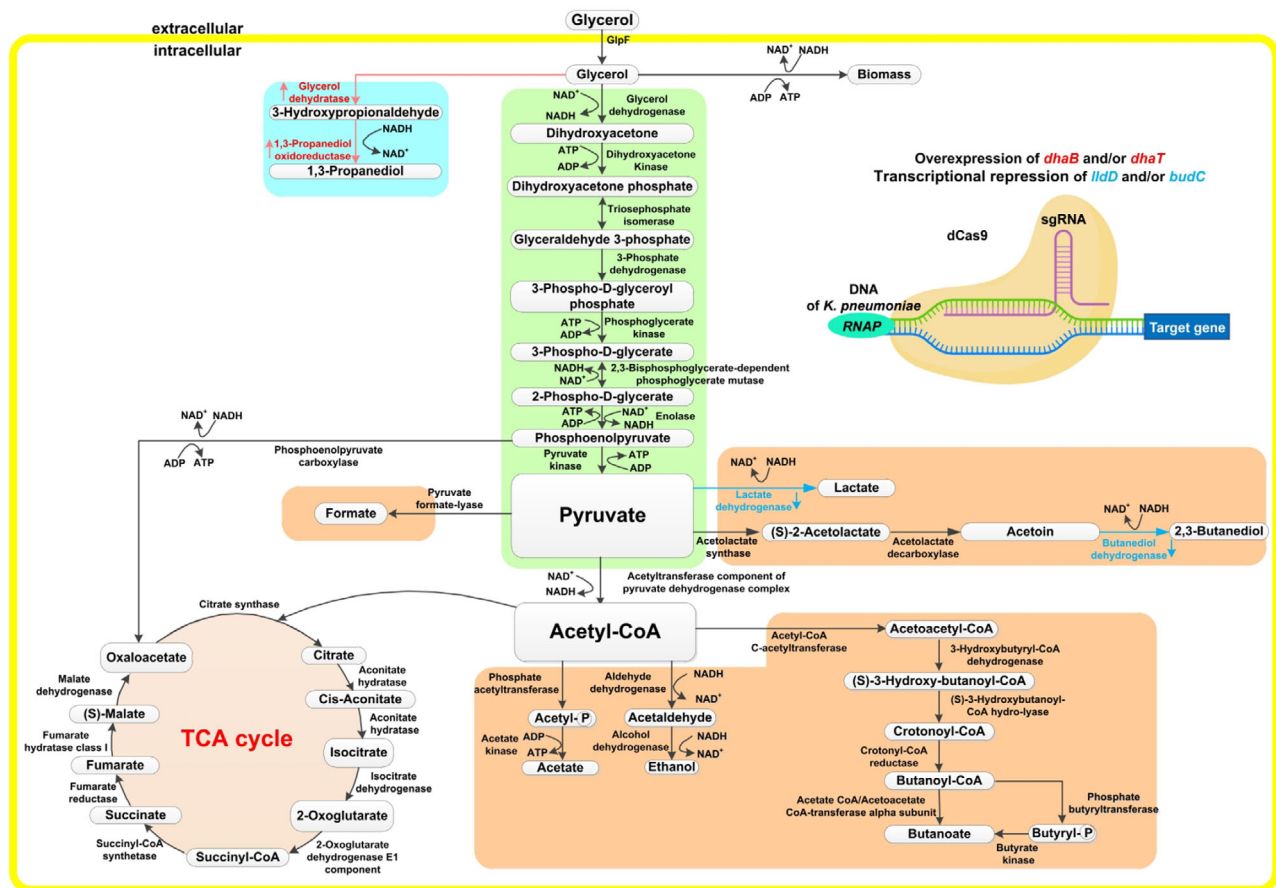 extracellular
intracellular
Glycerol
GlpF
Glycerol
NAD+ NADH
ADP ATP
Biomass
Glycerol
dehydratase
3-Hydroxypropionaldehyde
NADH
NAD+
1,3-Propanediol
oxidoreductase
1,3-Propanediol
NAD+
NADH
Glycerol
dehydrogenase
Dihydroxyacetone
ATP
ADP
Dihydroxyacetone
Kinase
Dihydroxyacetone phosphate
Triosephosphate
isomerase
Glyceraldehyde 3-phosphate
3-Phosphate
dehydrogenase
3-Phospho-D-glyceroyl
phosphate
ATP
ADP
Phosphoglycerate
kinase
3-Phospho-D-glycerate
NADH
NAD+
2,3-Bisphosphoglycerate-dependent
phosphoglycerate mutase
2-Phospho-D-glycerate
ATP
ADP
NAD+
NADH
Enolase
Phosphoenolpyruvate
Pyruvate
kinase
ATP
ADP
Pyruvate
Overexpression of dhaB and/or dhaT
Transcriptional repression of lldD and/or budC
sgRNA
dCas9
DNA
of K. pneumoniae
RNAP
Target gene
NAD+ NADH
ADP ATP
Phosphoenolpyruvate
carboxylase
Pyruvate
formate-lyase
Formate
NAD+ NADH
Lactate
dehydrogenase
Lactate
Acetolactate
synthase
(S)-2-Acetolactate
Acetolactate
decarboxylase
Acetoin
NAD+ NADH
Butanediol
dehydrogenase
2,3-Butanediol
NAD+
NADH
Acetyltransferase component of
pyruvate dehydrogenase complex
Acetyl-CoA
Citrate synthase
Oxaloacetate
Citrate
Aconitate
hydratase
Cis-Aconitate
Aconitate
hydratase
Isocitrate
Isocitrate
dehydrogenase
2-Oxoglutarate
2-Oxoglutarate
dehydrogenase E1
component
Succinyl-CoA
Succinyl-CoA
synthetase
Succinate
Fumarate
reductase
Fumarate
Fumarate
hydratase class I
(S)-Malate
Malate
dehydrogenase
TCA cycle
Phosphate
acetyltransferase
Acetyl-P
Acetate
kinase
ADP
ATP
Acetate
Aldehyde
dehydrogenase
NADH
NAD+
Acetaldehyde
Alcohol
dehydrogenase
NADH
NAD+
Ethanol
Acetyl-CoA
C-acetyltransferase
Acetoacetyl-CoA
3-Hydroxybutyryl-CoA
dehydrogenase
(S)-3-Hydroxy-butanoyl-CoA
(S)-3-Hydroxybutanoyl-
CoA hydro-lyase
Crotonoyl-CoA
Crotonyl-CoA
reductase
Butanoyl-CoA
Acetate CoA/Acetoacetate
CoA-transferase alpha subunit
Phosphate
butyryltransferase
Butanoate
Butyryl-P
Butyrate
kinase